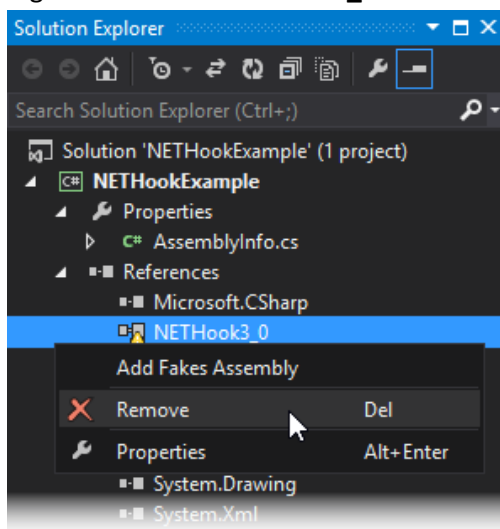 Solution Explorer
Search Solution Explorer (Ctrl+;)
Solution 'NETHookExample' (1 project)
C# NETHookExample
Properties
C# AssemblyInfo.cs
References
Microsoft.CSharp
NETHook3_0
Add Fakes Assembly
Remove Del
Properties Alt+Enter
System.Drawing
System.Xml